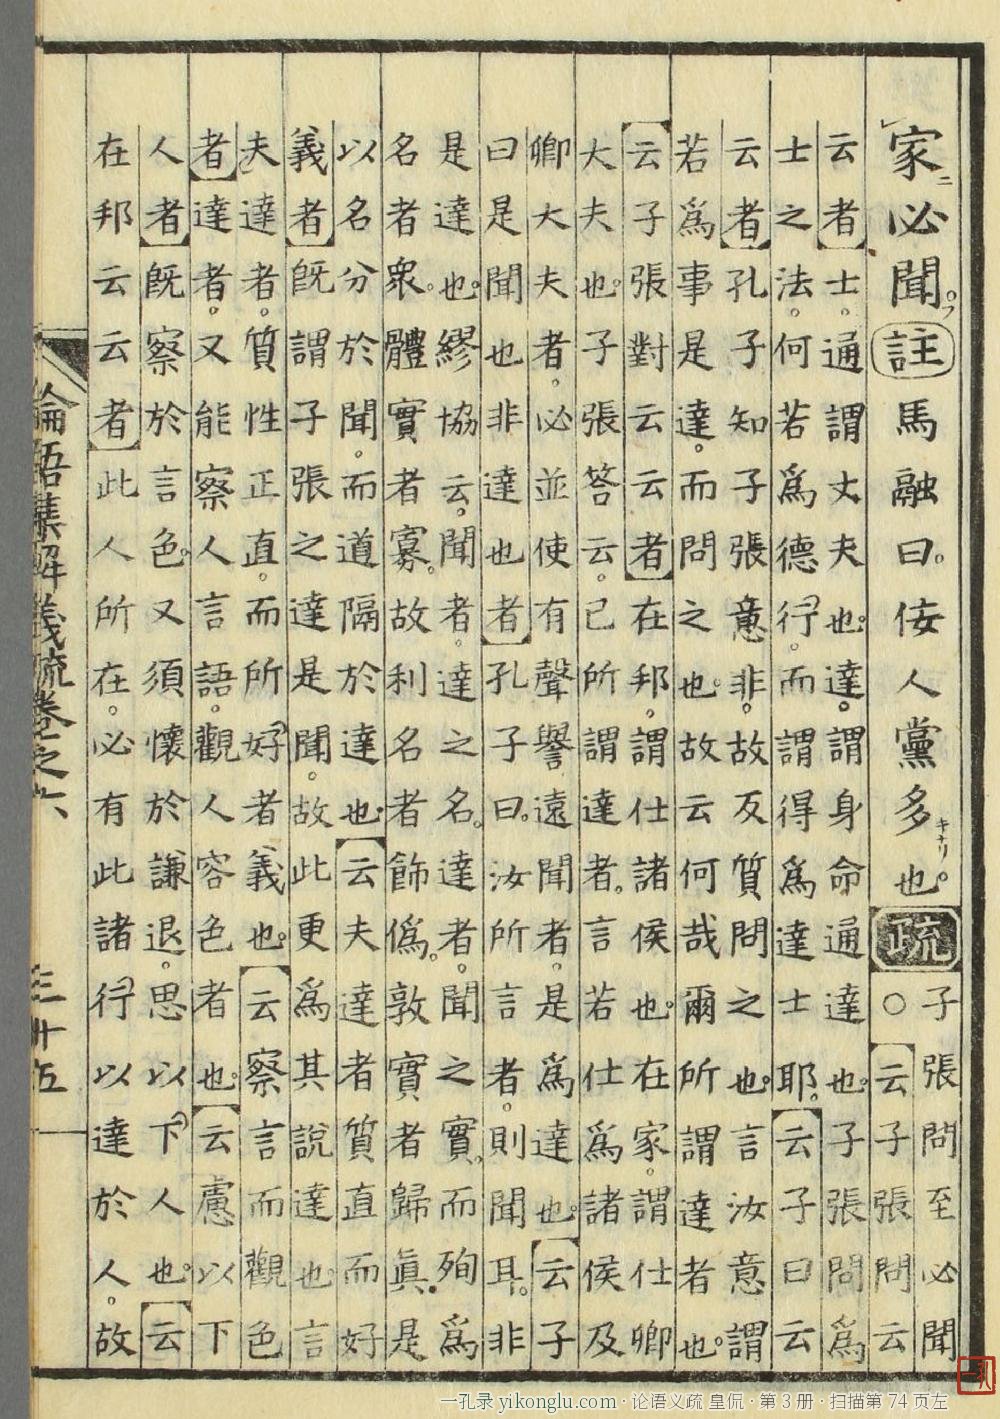 家ニ必聞。フ註馬融曰。佞人黨多キナリ也。疏子張問至必聞
○「云子張問云
云者」士。通謂丈夫也。達。謂身命通達也。子張問爲
士之法。何若爲德行。而謂得爲達士耶。「云子曰云
云者」孔子知子張意非。故反質問之也。言汝意謂
若爲事是達。而問之也。故云何哉爾所謂達者也。
「云子張對云云者」在邦。謂仕諸侯也。在家。謂仕卿
大夫也。子張答云。已所謂達者。言若仕爲諸侯及
卿大夫者。必並使有聲譽遠聞者。是爲達也。「云子
曰是聞也非達也者」孔子曰。汝所言者。則聞耳。非
是達也。繆協云。聞者。達之名。達者。聞之實。而殉爲
名者衆。體實者寡。故利名者飾僞。敦實者歸眞。是
以名分於聞。而道隔於達也。「云夫達者質直而好
義者」既謂子張之達是聞。故此更爲其說達也言
夫達者。質性正直。而所好者義也。「云察言而觀色
者」達者。又能察人言語。觀人容色者也。「云慮以下
人者」既察於言色。又須懷於謙退。思以下人也。「云
在邦云云者」此人所在。必有此諸行以達於人。故
論語集解義疏卷之六 三十五
一孔录 yikonglu.com · 论语义疏 皇侃 · 第 3 册 · 扫描第 74 页左